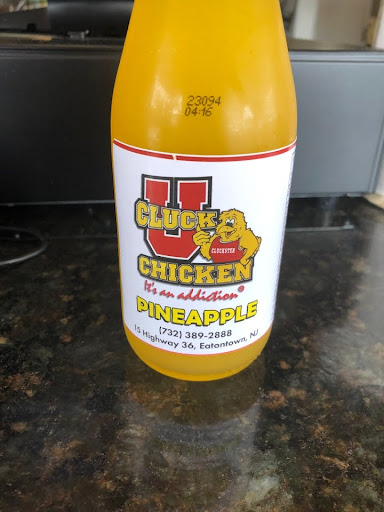 23094
04:16
CLUCK
U
CLUCKSTER
CHICKEN
It's an addiction®
PINEAPPLE
(732) 389-2888
15 Highway 36, Eatontown, NJ